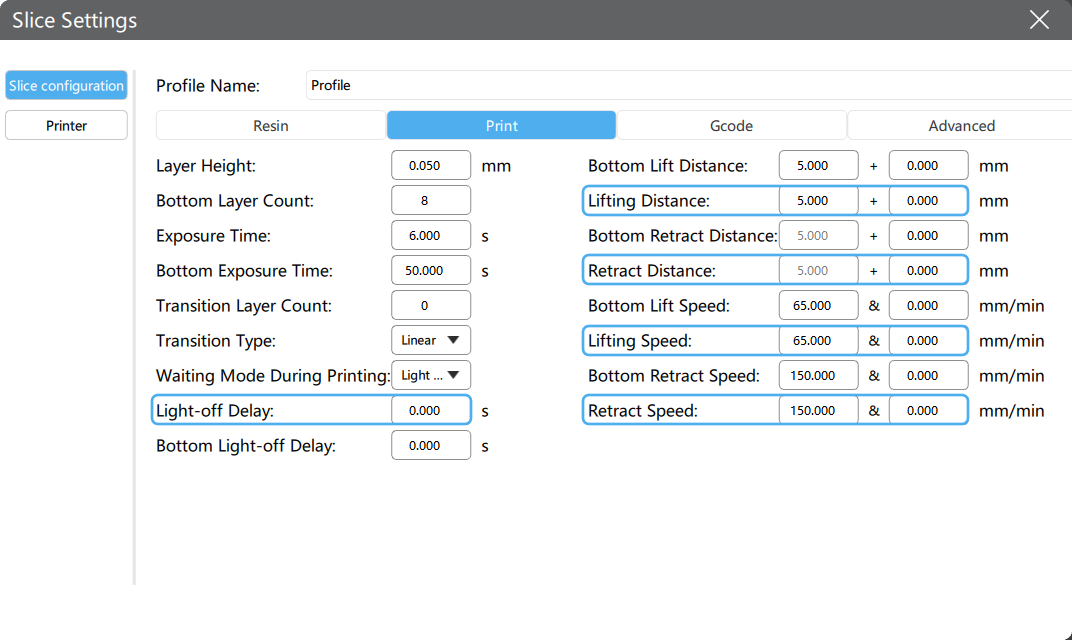 Slice Settings
Slice configuration
Printer
Profile Name: Profile
Resin Print Gcode Advanced
Layer Height: 0.050 mm
Bottom Layer Count: 8
Exposure Time: 6.000 s
Bottom Exposure Time: 50.000 s
Transition Layer Count: 0
Transition Type: Linear
Waiting Mode During Printing: Light ...
Light-off Delay: 0.000 s
Bottom Light-off Delay: 0.000 s
Bottom Lift Distance: 5.000 + 0.000 mm
Lifting Distance: 5.000 + 0.000 mm
Bottom Retract Distance: 5.000 + 0.000 mm
Retract Distance: 5.000 + 0.000 mm
Bottom Lift Speed: 65.000 & 0.000 mm/min
Lifting Speed: 65.000 & 0.000 mm/min
Bottom Retract Speed: 150.000 & 0.000 mm/min
Retract Speed: 150.000 & 0.000 mm/min